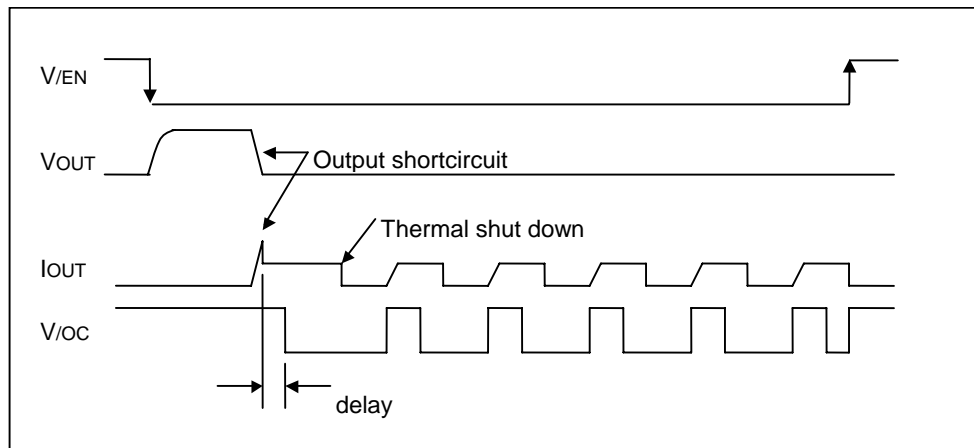 V/EN
VOUT
Output shortcircuit
Thermal shut down
IOUT
V/OC
delay